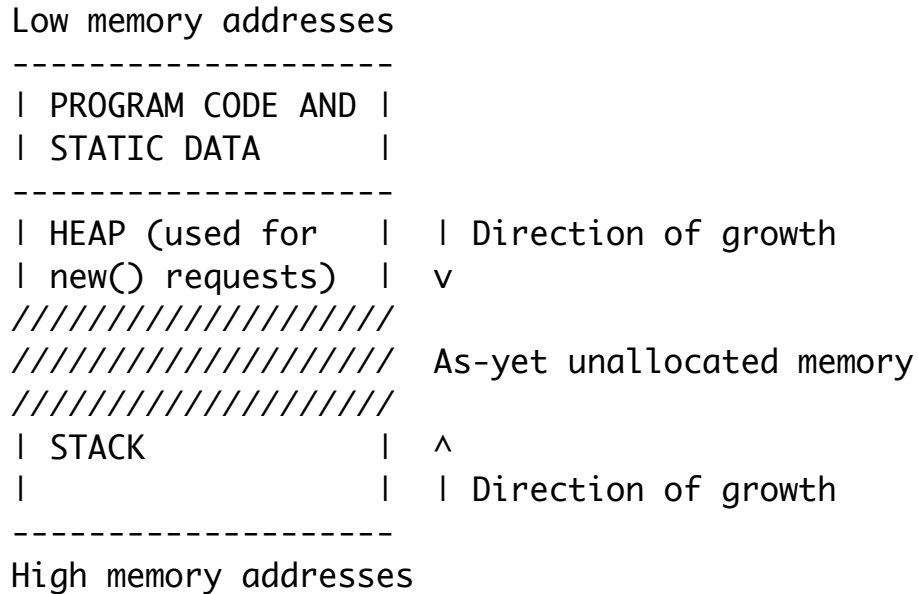 Low memory addresses
--------------------
| PROGRAM CODE AND |
| STATIC DATA      |
--------------------
| HEAP (used for   |  | Direction of growth
| new() requests)  |  v
////////////////////
////////////////////  As-yet unallocated memory
////////////////////
| STACK            |  ^
|                  |  | Direction of growth
--------------------
High memory addresses